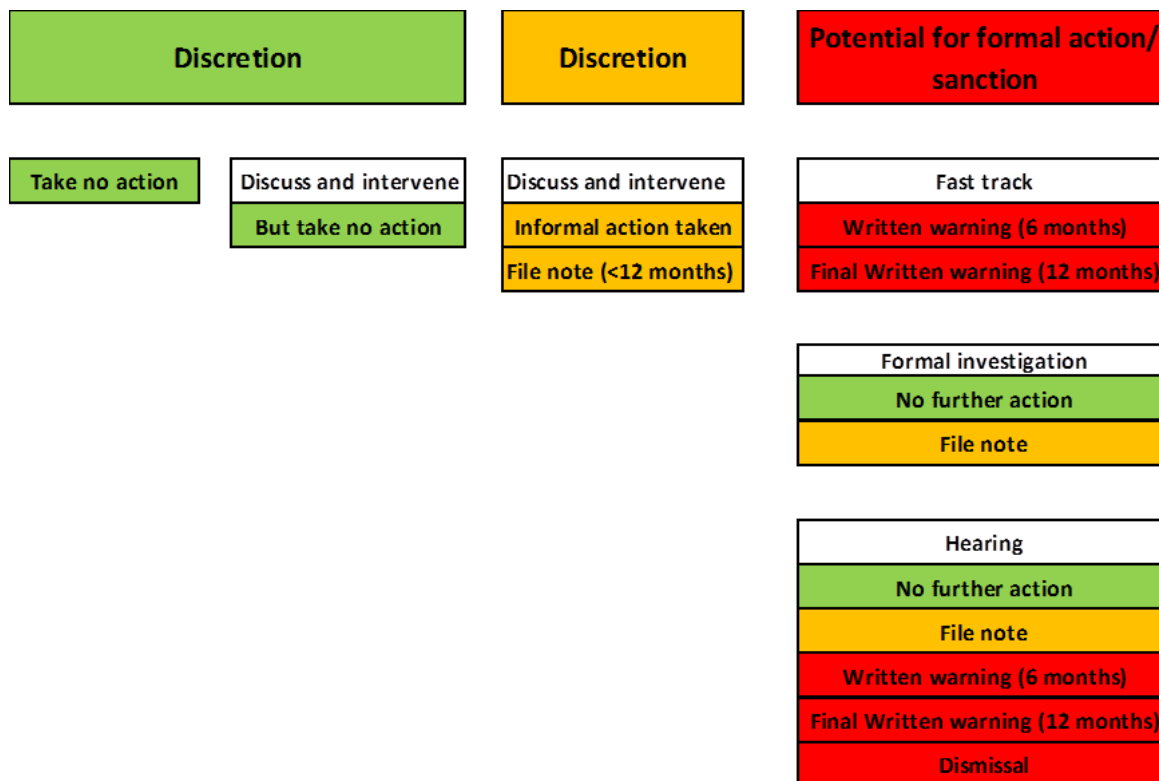 Discretion
Discretion
Potential for formal action/
sanction
Take no action
Discuss and intervene
But take no action
Discuss and intervene
Informal action taken
File note (<12 months)
Fast track
Written warning (6 months)
Final Written warning (12 months)
Formal investigation
No further action
File note
Hearing
No further action
File note
Written warning (6 months)
Final Written warning (12 months)
Dismissal